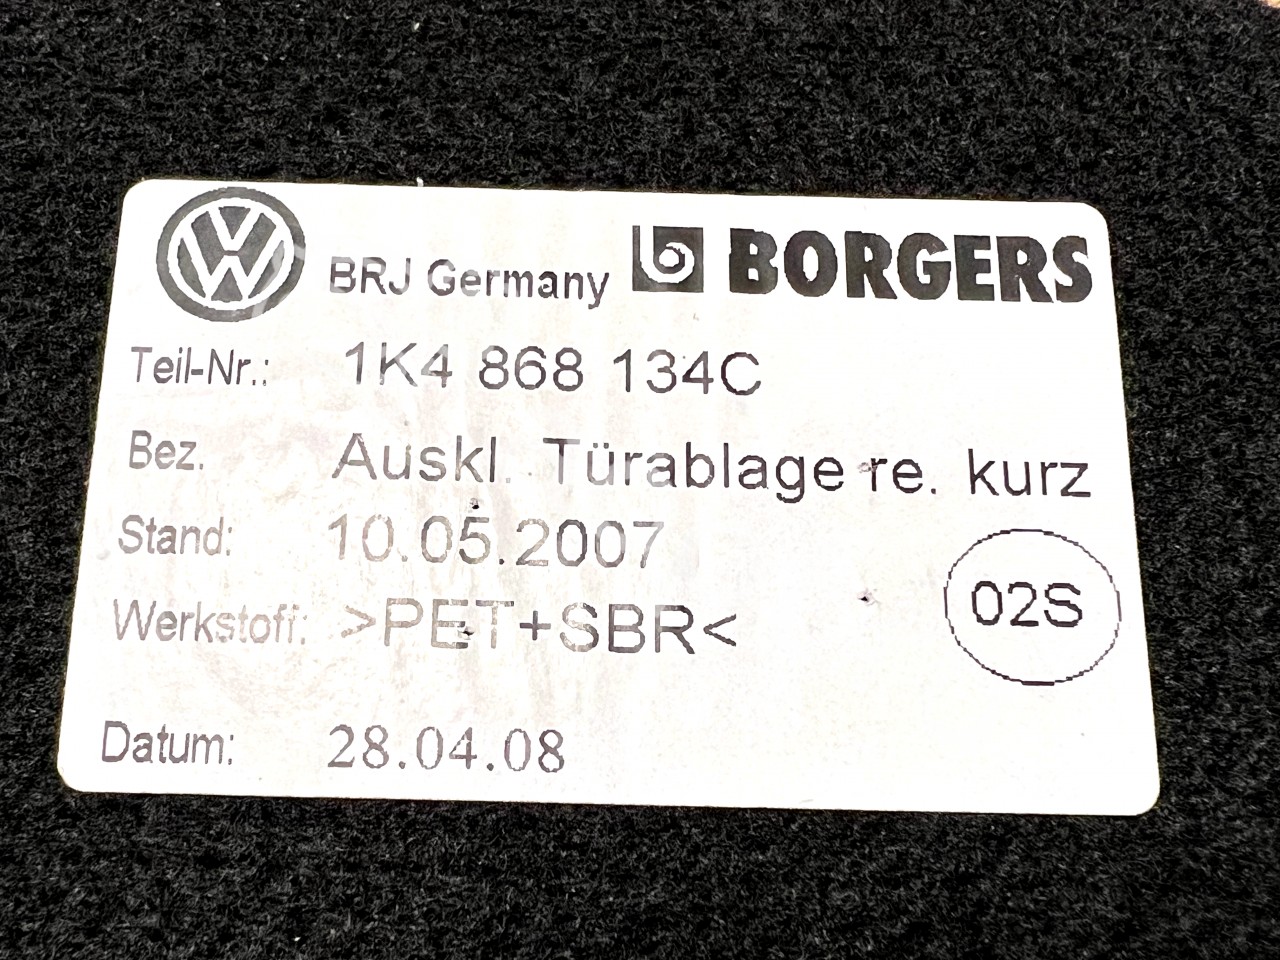 BRJ Germany BORGERS
Teil-Nr.: 1K4 868 134C
Bez. Auskl. Türablage re. kurz
Stand: 10.05.2007
Werkstoff: >PET+SBR<
02S
Datum: 28.04.08